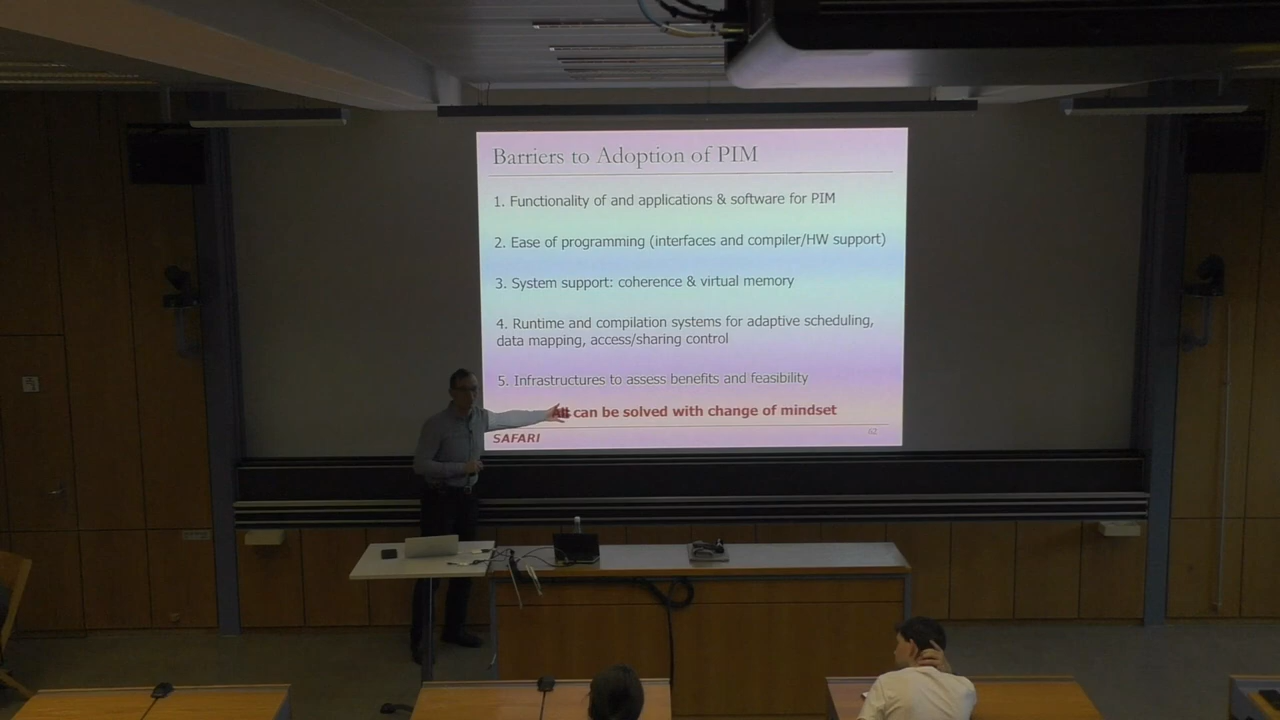 Barriers to Adoption of PIM
1. Functionality of and applications & software for PIM
2. Ease of programming (interfaces and compiler/HW support)
3. System support: coherence & virtual memory
4. Runtime and compilation systems for adaptive scheduling,
data mapping, access/sharing control
5. Infrastructures to assess benefits and feasibility
All can be solved with change of mindset
SAFARI
82